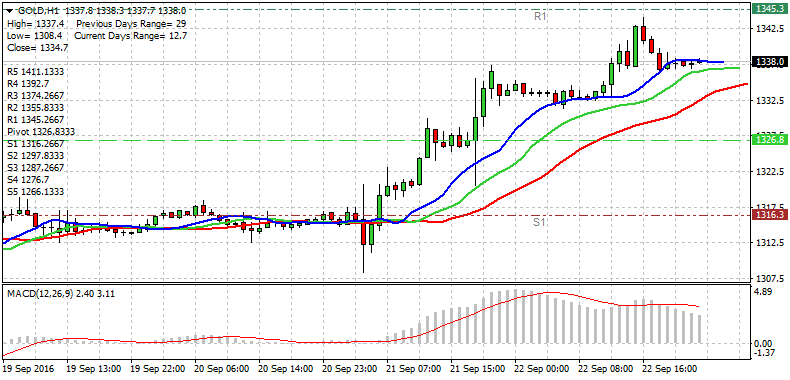 GOLD,H1 1337.8 1338.3 1337.7 1338.0
High= 1337.4 Previous Days Range= 29
Low= 1308.4 Current Days Range= 12.7
Close= 1334.7
R5 1411.1333
R4 1392.7
R3 1374.2667
R2 1355.8333
R1 1345.2667
Pivot 1326.8333
S1 1316.2667
S2 1297.8333
S3 1287.2667
S4 1276.7
S5 1266.1333
R1
S1
1345.3
1342.5
1338.0
1332.5
1326.8
1322.5
1317.5
1316.3
1312.5
1307.5
MACD(12,26,9) 2.40 3.11
4.89
0.00
-1.37
19 Sep 2016
19 Sep 13:00
19 Sep 22:00
20 Sep 06:00
20 Sep 14:00
20 Sep 23:00
21 Sep 07:00
21 Sep 15:00
22 Sep 00:00
22 Sep 08:00
22 Sep 16:00